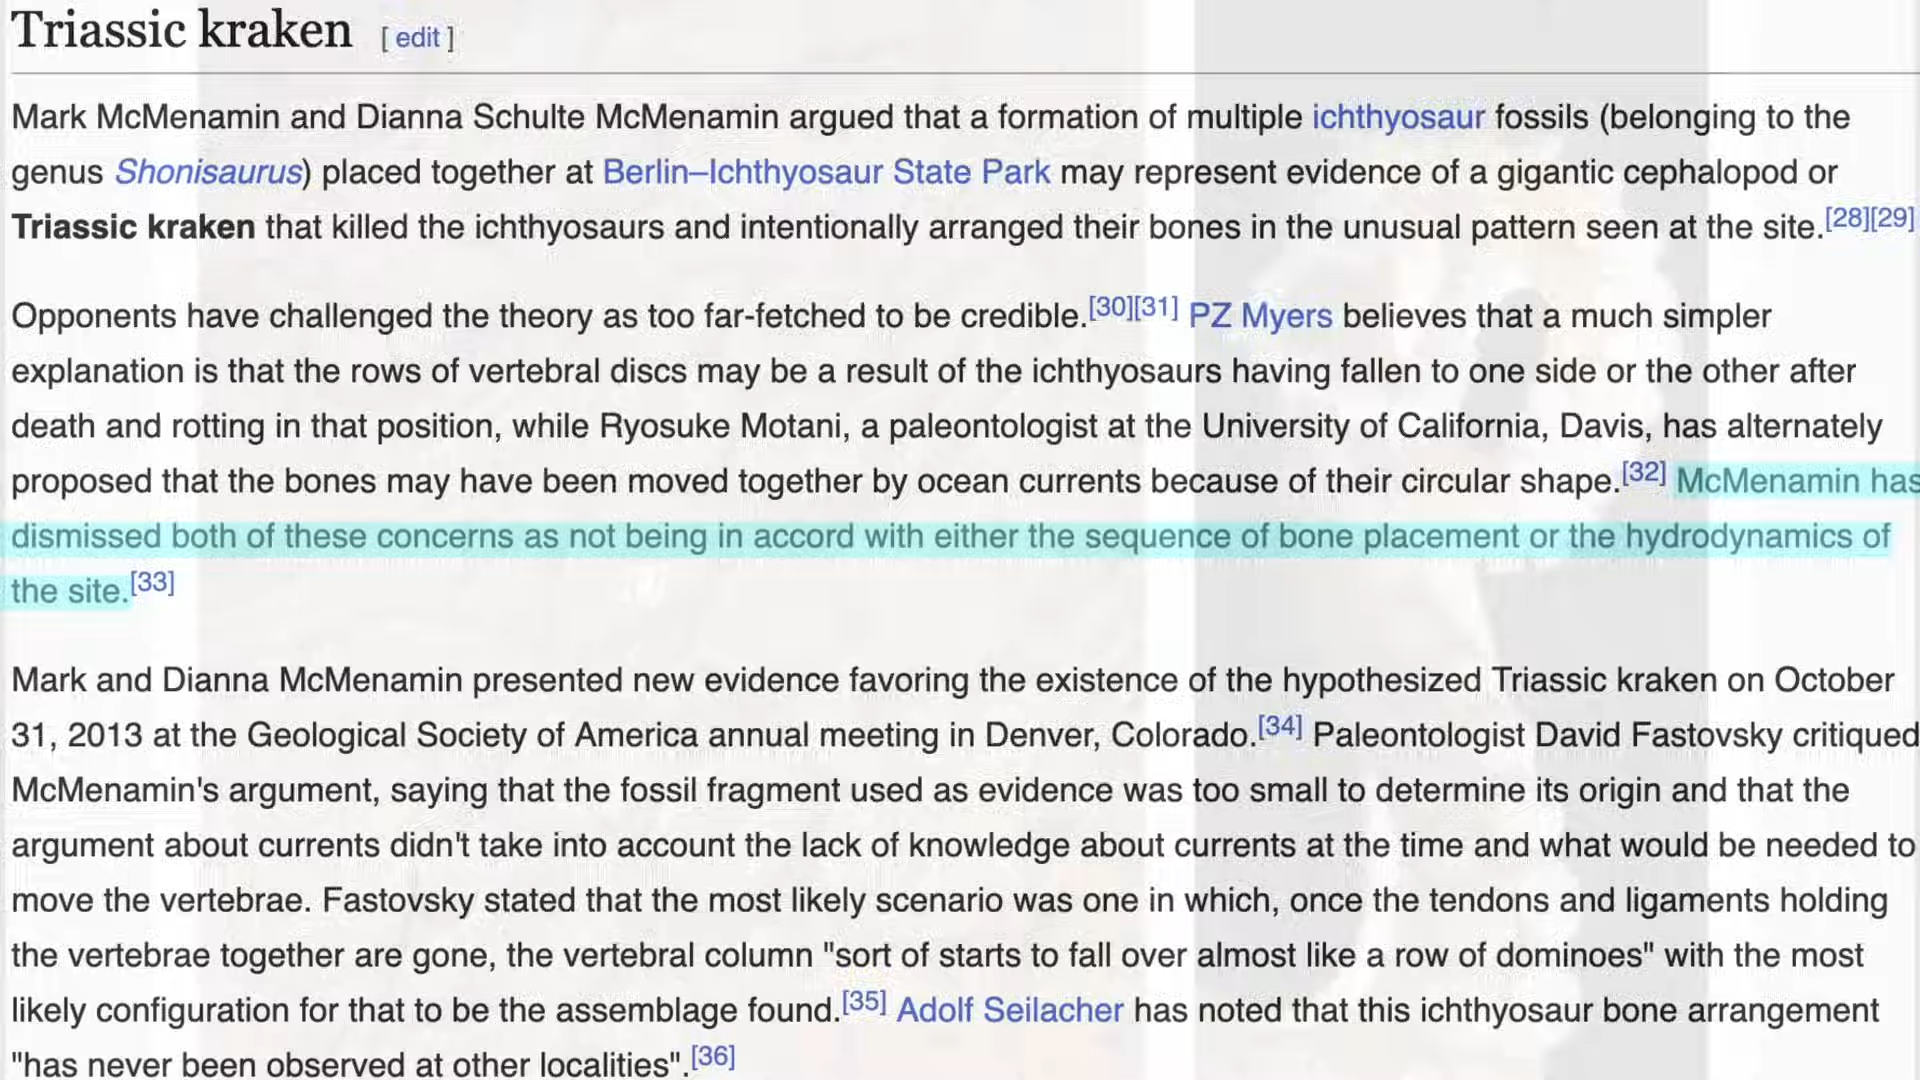 Triassic kraken [ edit ]
Mark McMenamin and Dianna Schulte McMenamin argued that a formation of multiple ichthyosaur fossils (belonging to the
genus Shonisaurus) placed together at Berlin–Ichthyosaur State Park may represent evidence of a gigantic cephalopod or
Triassic kraken that killed the ichthyosaurs and intentionally arranged their bones in the unusual pattern seen at the site.[28][29]
Opponents have challenged the theory as too far-fetched to be credible.[30][31] PZ Myers believes that a much simpler
explanation is that the rows of vertebral discs may be a result of the ichthyosaurs having fallen to one side or the other after
death and rotting in that position, while Ryosuke Motani, a paleontologist at the University of California, Davis, has alternately
proposed that the bones may have been moved together by ocean currents because of their circular shape.[32] McMenamin has
dismissed both of these concerns as not being in accord with either the sequence of bone placement or the hydrodynamics of
the site.[33]
Mark and Dianna McMenamin presented new evidence favoring the existence of the hypothesized Triassic kraken on October
31, 2013 at the Geological Society of America annual meeting in Denver, Colorado.[34] Paleontologist David Fastovsky critiqued
McMenamin's argument, saying that the fossil fragment used as evidence was too small to determine its origin and that the
argument about currents didn't take into account the lack of knowledge about currents at the time and what would be needed to
move the vertebrae. Fastovsky stated that the most likely scenario was one in which, once the tendons and ligaments holding
the vertebrae together are gone, the vertebral column "sort of starts to fall over almost like a row of dominoes" with the most
likely configuration for that to be the assemblage found.[35] Adolf Seilacher has noted that this ichthyosaur bone arrangement
"has never been observed at other localities".[36]